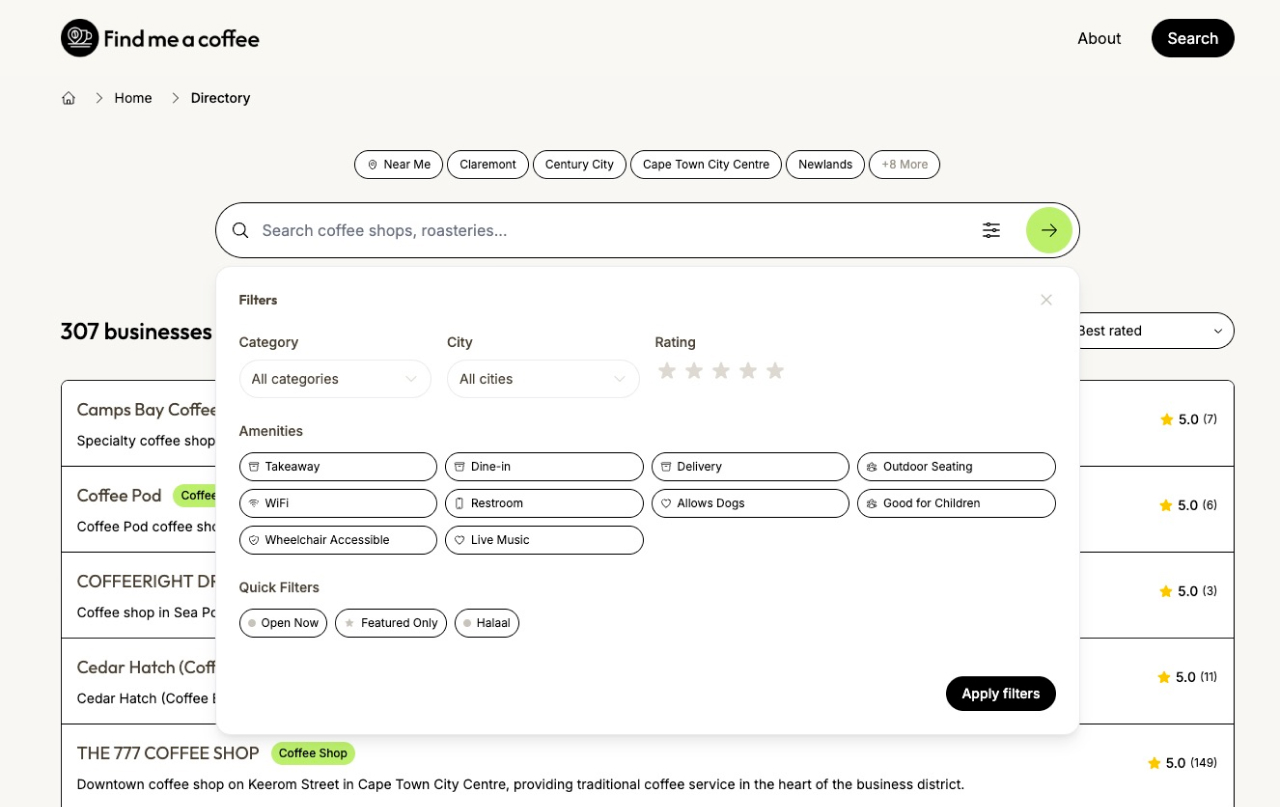 Find me a coffee
About
Search
Home
Directory
Near Me
Claremont
Century City
Cape Town City Centre
Newlands
+8 More
Search coffee shops, roasteries...
Filters
307 businesses
Best rated
Category
City
Rating
All categories
All cities
Camps Bay Coffee
5.0 (7)
Specialty coffee shop
Amenities
Takeaway
Dine-in
Delivery
Outdoor Seating
Coffee Pod
Coffee
WiFi
Restroom
Allows Dogs
Good for Children
5.0 (6)
Coffee Pod coffee
Wheelchair Accessible
Live Music
COFFEERIGHT
Quick Filters
5.0 (3)
Coffee shop in Sea
Open Now
Featured Only
Halaal
Cedar Hatch
5.0 (11)
Cedar Hatch (Coffee
Apply filters
THE 777 COFFEE SHOP
Coffee Shop
5.0 (149)
Downtown coffee shop on Keerom Street in Cape Town City Centre, providing traditional coffee service in the heart of the business district.